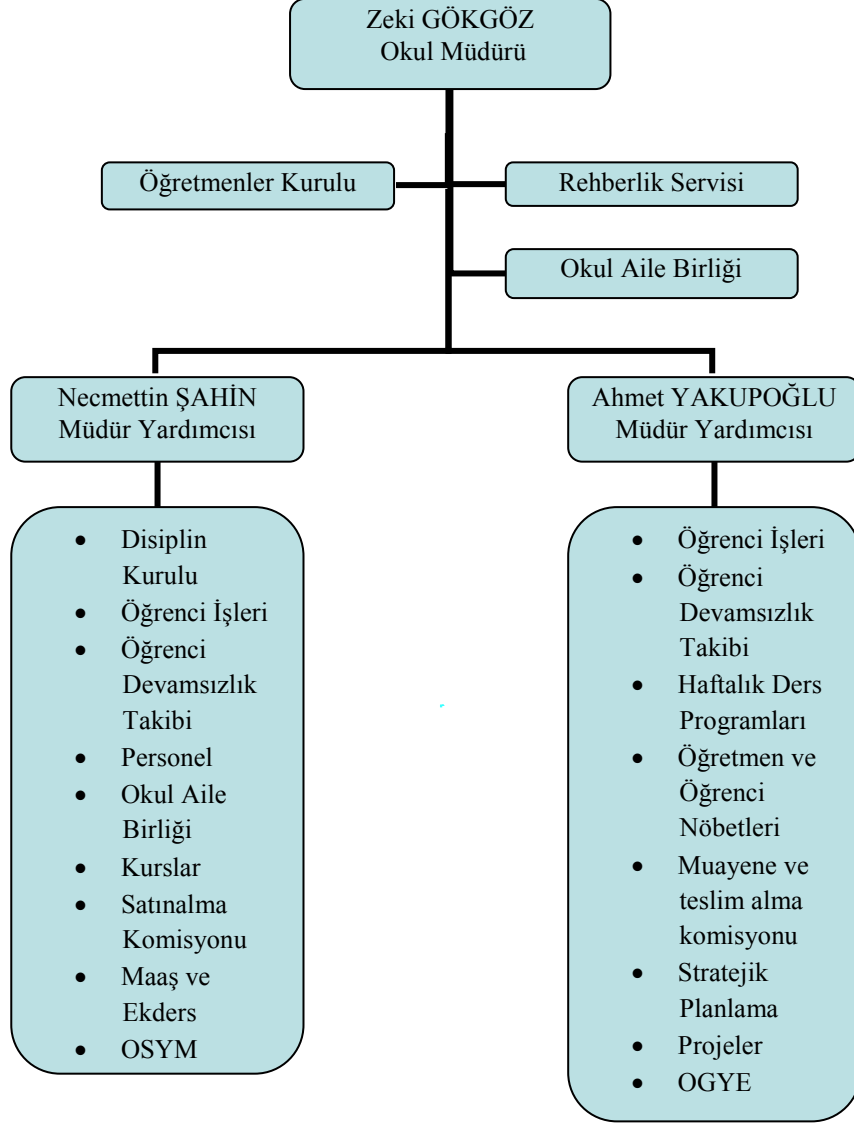 Zeki GÖKGÖZ
Okul Müdürü
Öğretmenler Kurulu
Rehberlik Servisi
Okul Aile Birliği
Necmettin ŞAHİN
Müdür Yardımcısı
Ahmet YAKUPOĞLU
Müdür Yardımcısı
• Disiplin
Kurulu
• Öğrenci İşleri
• Öğrenci
Devamsızlık
Takibi
• Personel
• Okul Aile
Birliği
• Kurslar
• Satınalma
Komisyonu
• Maaş ve
Ekders
• OSYM
• Öğrenci İşleri
• Öğrenci
Devamsızlık
Takibi
• Haftalık Ders
Programları
• Öğretmen ve
Öğrenci
Nöbetleri
• Muayene ve
teslim alma
komisyonu
• Stratejik
Planlama
• Projeler
• OGYE